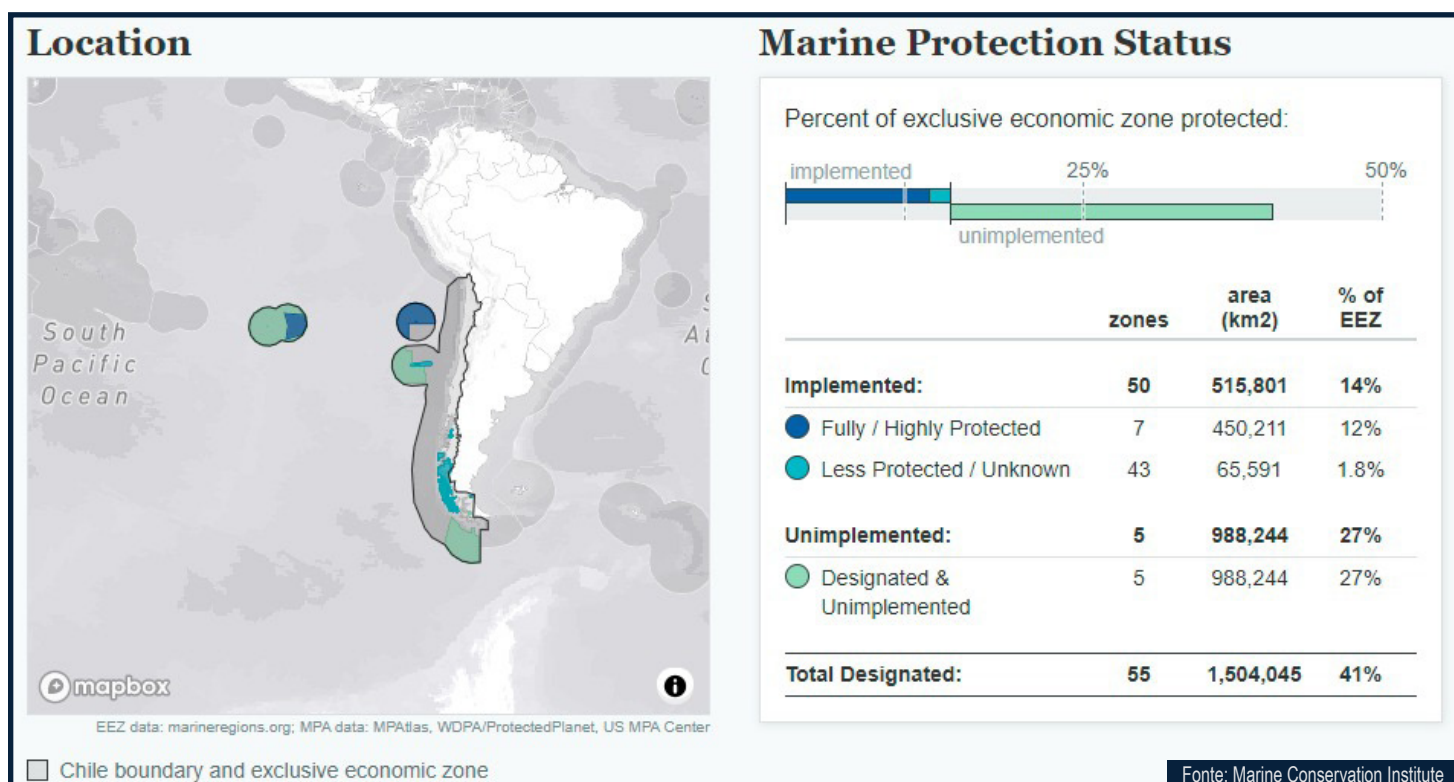 Location
South
Pacific
Ocean
mapbox
EEZ data: marineregions.org; MPA data: MPAtlas, WDPA/ProtectedPlanet, US MPA Center
Chile boundary and exclusive economic zone
Marine Protection Status
Percent of exclusive economic zone protected:
implemented 25% 50%
unimplemented
zones area (km2) % of EEZ
Implemented: 50 515,801 14%
Fully / Highly Protected 7 450,211 12%
Less Protected / Unknown 43 65,591 1.8%
Unimplemented: 5 988,244 27%
Designated & 5 988,244 27%
Unimplemented
Total Designated: 55 1,504,045 41%
Fonte: Marine Conservation Institute